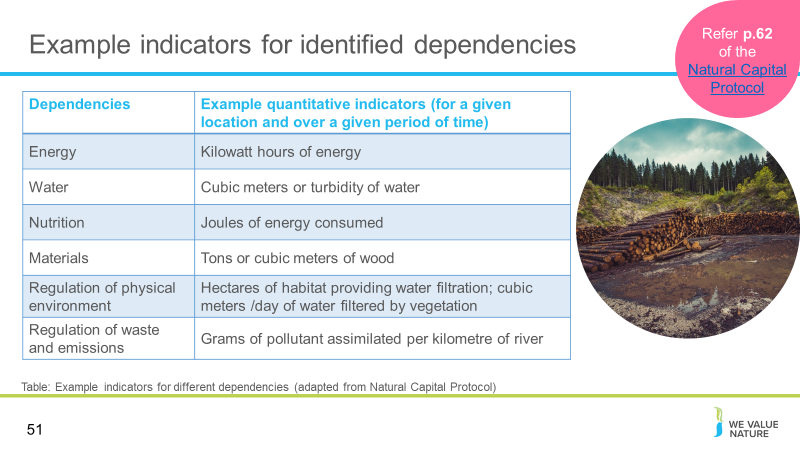 Example indicators for identified dependencies
Refer p.62
of the
Natural Capital
Protocol
Dependencies
Example quantitative indicators (for a given
location and over a given period of time)
Energy
Kilowatt hours of energy
Water
Cubic meters or turbidity of water
Nutrition
Joules of energy consumed
Materials
Tons or cubic meters of wood
Regulation of physical
environment
Hectares of habitat providing water filtration; cubic
meters /day of water filtered by vegetation
Regulation of waste
and emissions
Grams of pollutant assimilated per kilometre of river
Table: Example indicators for different dependencies (adapted from Natural Capital Protocol)
51
WE VALUE
NATURE